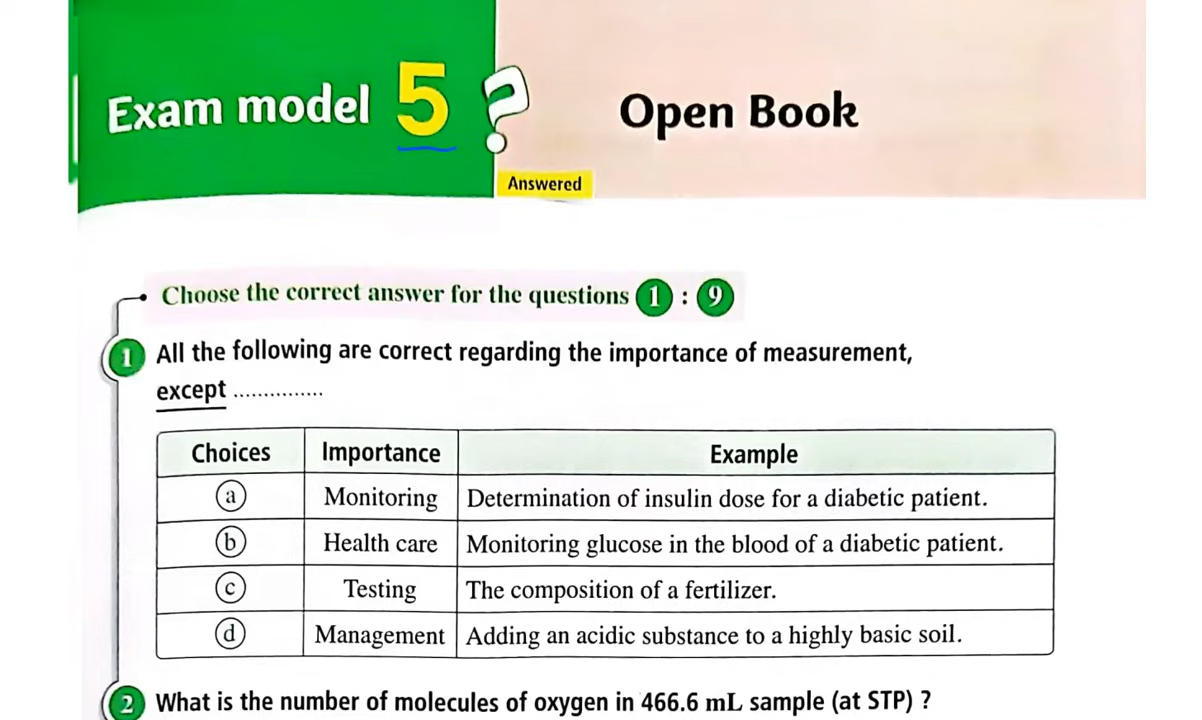 Exam model 5 ?
Open Book
Answered
Choose the correct answer for the questions 1 : 9
1 All the following are correct regarding the importance of measurement,
except ...............
Choices Importance Example
a Monitoring Determination of insulin dose for a diabetic patient.
b Health care Monitoring glucose in the blood of a diabetic patient.
c Testing The composition of a fertilizer.
d Management Adding an acidic substance to a highly basic soil.
2 What is the number of molecules of oxygen in 466.6 mL sample (at STP) ?